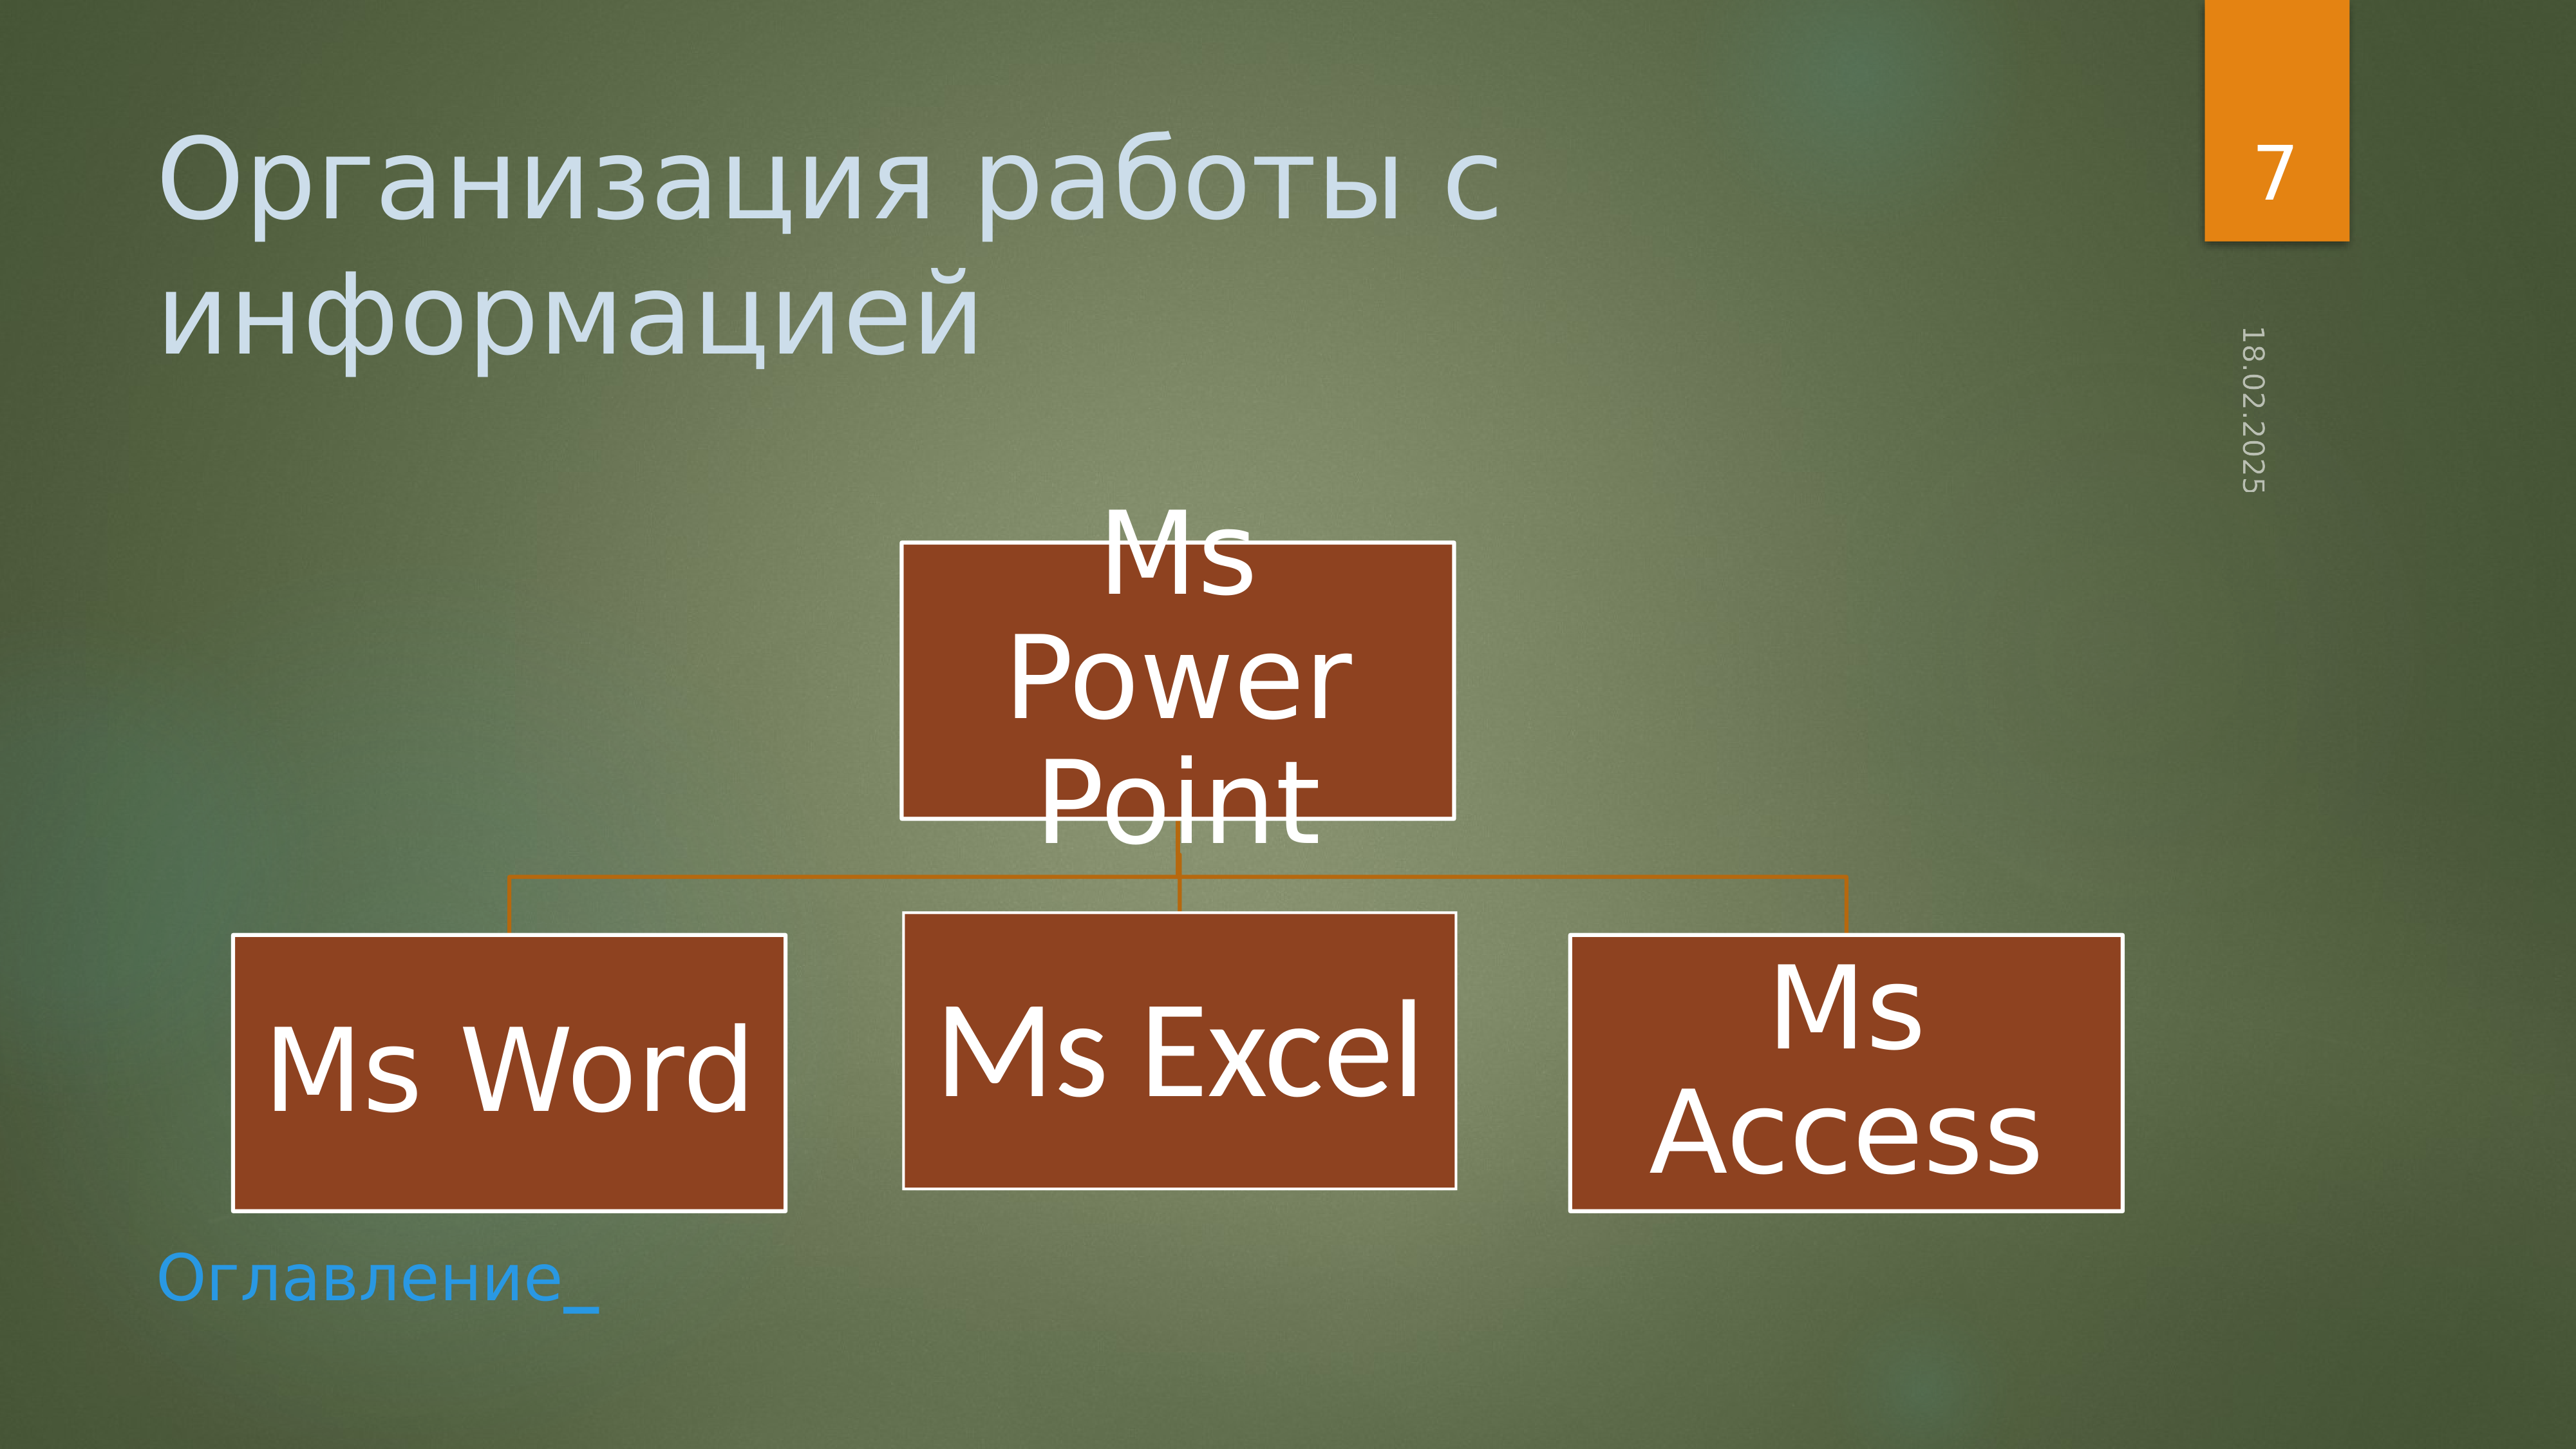 Организация работы с
информацией
7
18.02.2025
Ms
Power
Point
Ms Word
Ms Excel
Ms
Access
Оглавление_